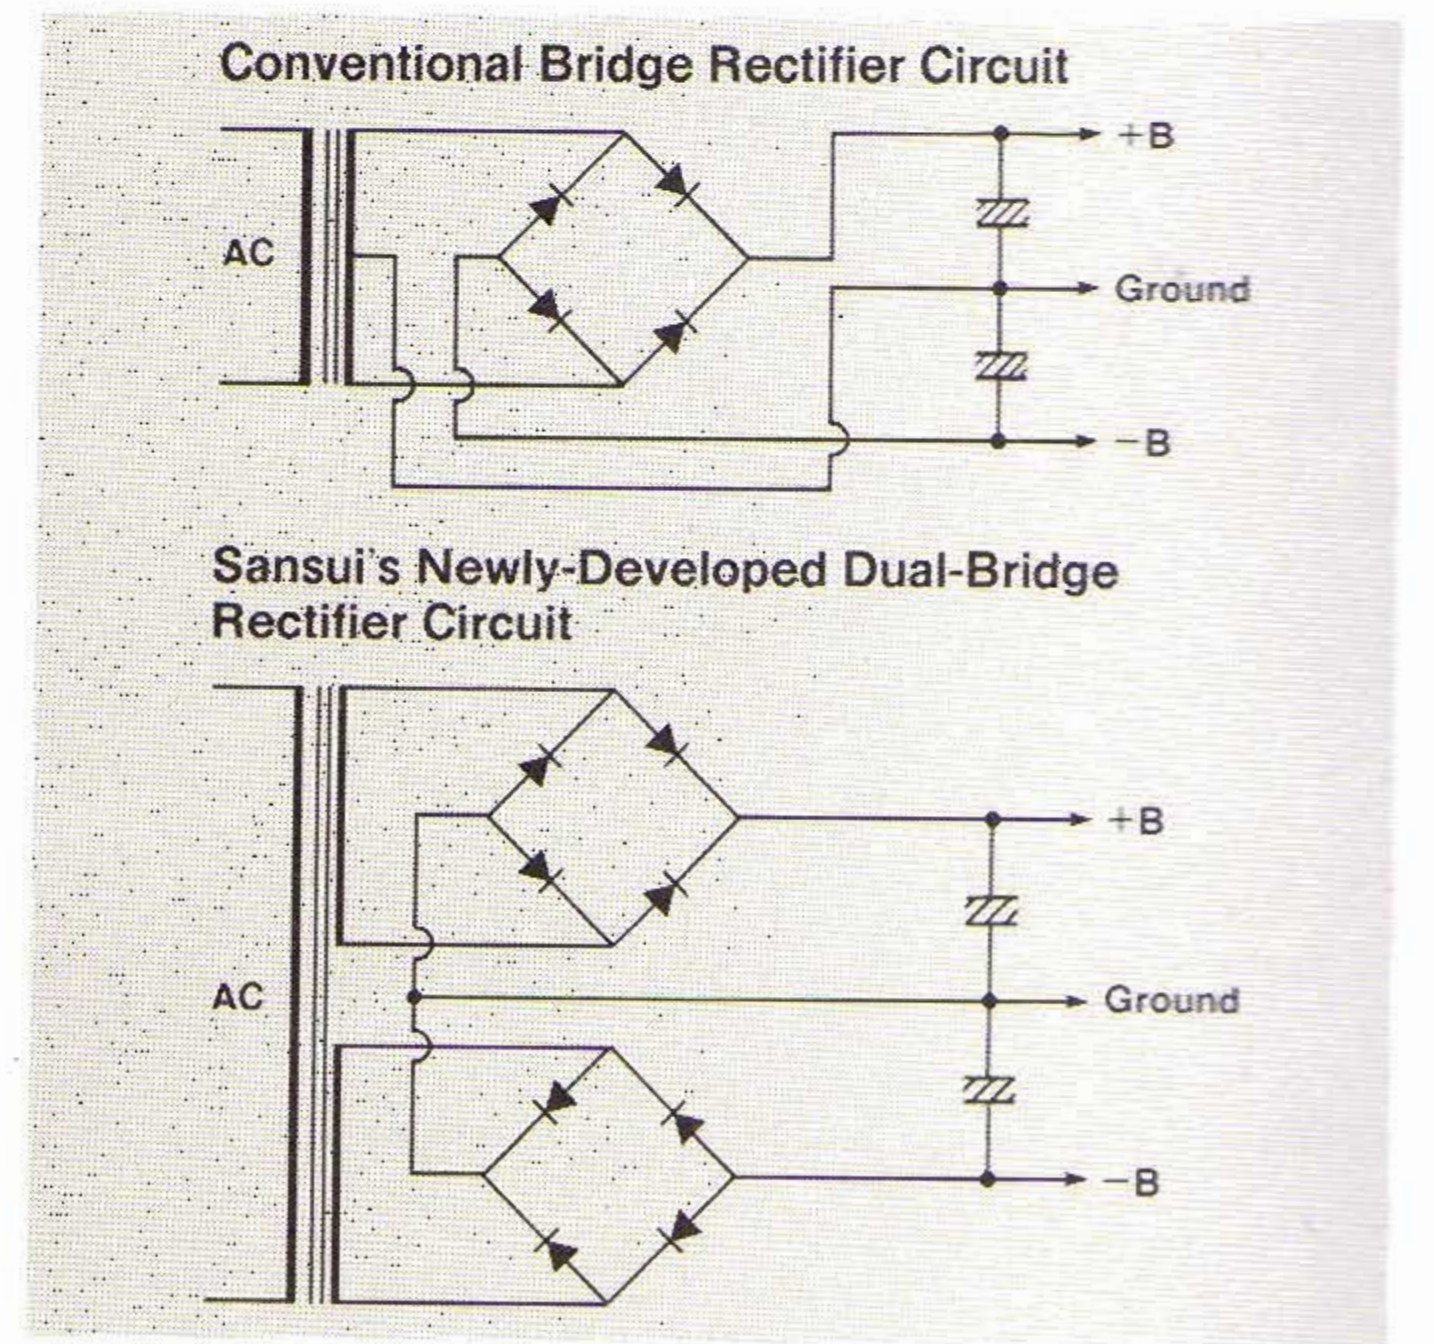 Conventional Bridge Rectifier Circuit
+B
AC
Ground
−B
Sansui's Newly-Developed Dual-Bridge
Rectifier Circuit
+B
AC
Ground
−B